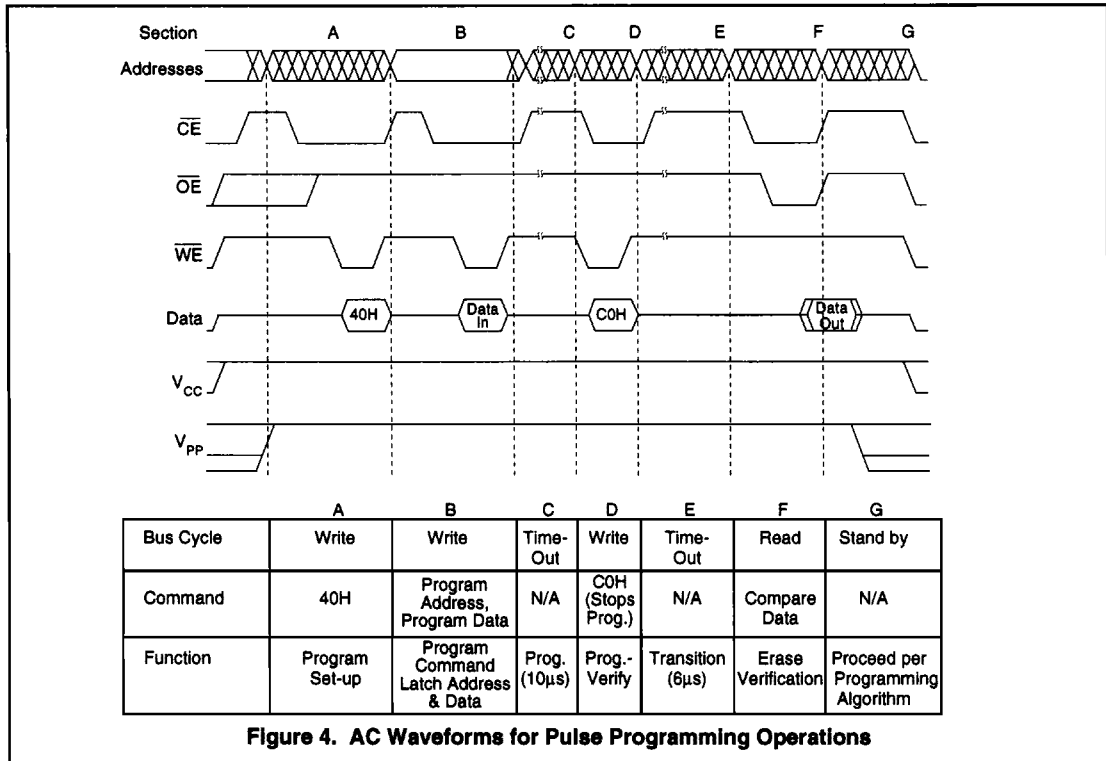 Section A B C D E F G
Addresses
CE
OE
WE
Data 40H Data In C0H Data Out
VCC
VPP
A B C D E F G
Bus Cycle Write Write Time-Out Write Time-Out Read Stand by
Command 40H Program Address, Program Data N/A C0H (Stops Prog.) N/A Compare Data N/A
Function Program Set-up Program Command Latch Address & Data Prog. (10µs) Prog.-Verify Transition (6µs) Erase Verification Proceed per Programming Algorithm
Figure 4. AC Waveforms for Pulse Programming Operations